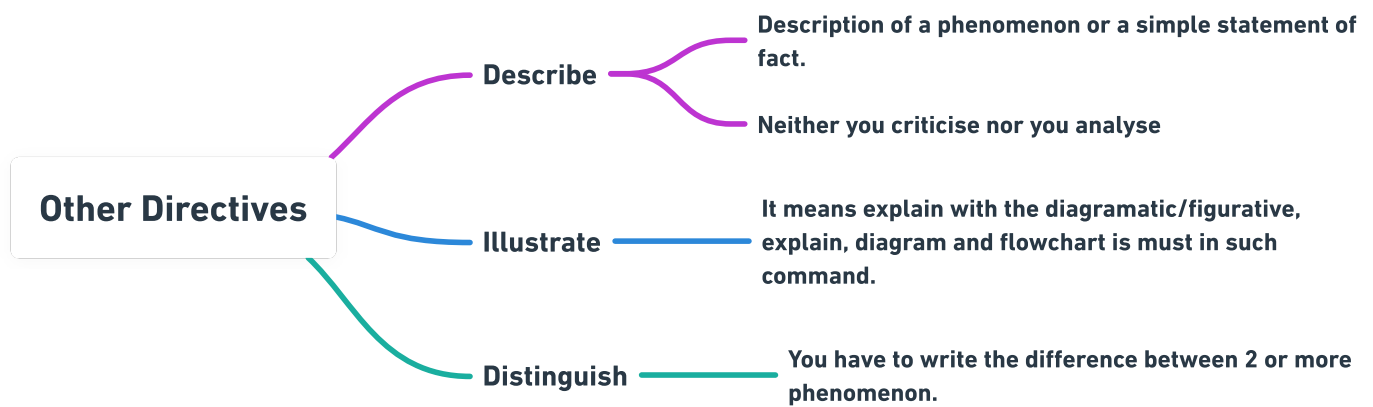 Other Directives
Describe
Description of a phenomenon or a simple statement of
fact.
Neither you criticise nor you analyse
Illustrate
It means explain with the diagramatic/figurative,
explain, diagram and flowchart is must in such
command.
Distinguish
You have to write the difference between 2 or more
phenomenon.